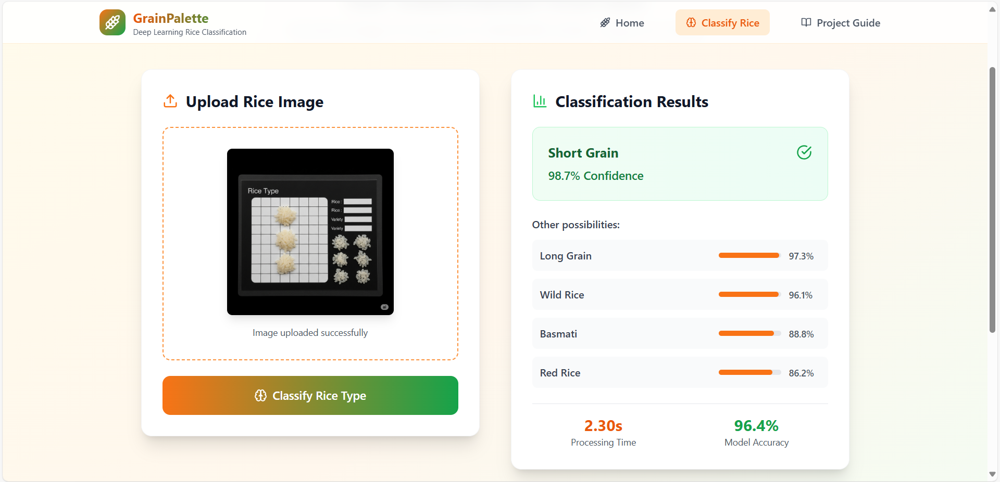 GrainPalette
Deep Learning Rice Classification
Home
Classify Rice
Project Guide
Upload Rice Image
Rice Type
Rice :
Rice :
Variety
Variety
ai
Image uploaded successfully
Classify Rice Type
Classification Results
Short Grain
98.7% Confidence
Other possibilities:
Long Grain 97.3%
Wild Rice 96.1%
Basmati 88.8%
Red Rice 86.2%
2.30s
Processing Time
96.4%
Model Accuracy